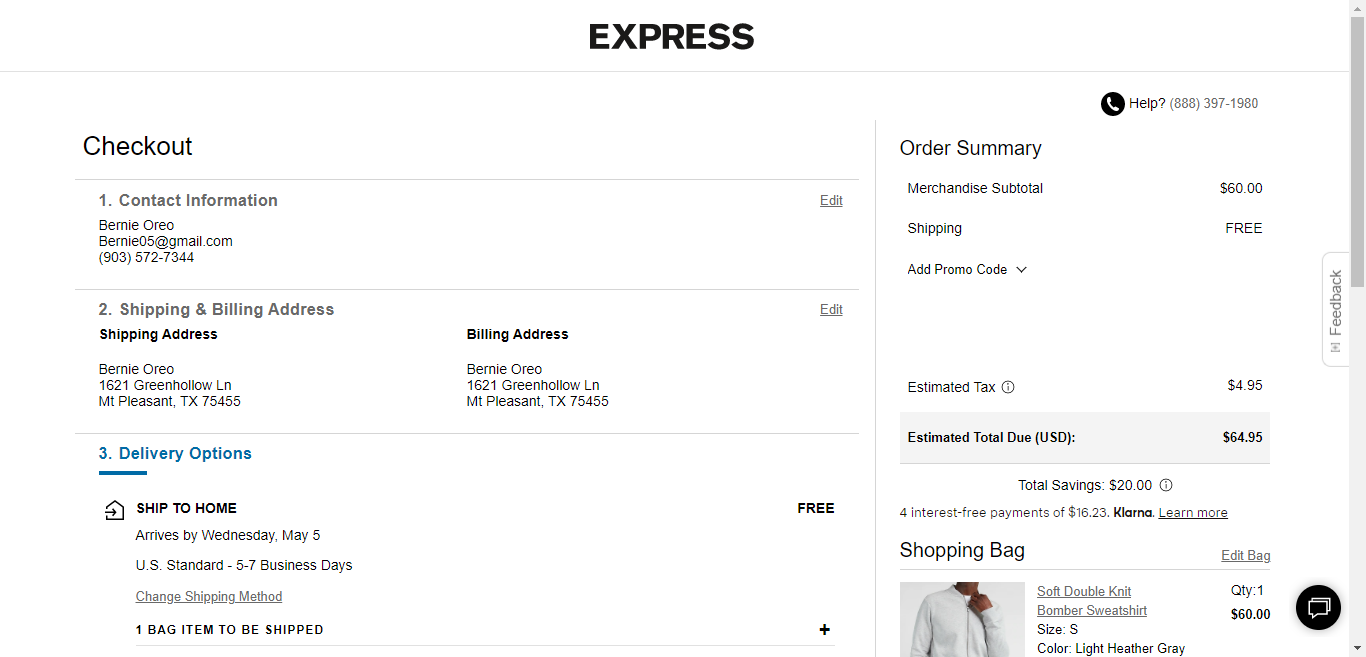 EXPRESS
Help? (888) 397-1980
Checkout
1. Contact Information
Edit
Bernie Oreo
Bernie05@gmail.com
(903) 572-7344
2. Shipping & Billing Address
Edit
Shipping Address
Bernie Oreo
1621 Greenhollow Ln
Mt Pleasant, TX 75455
Billing Address
Bernie Oreo
1621 Greenhollow Ln
Mt Pleasant, TX 75455
3. Delivery Options
SHIP TO HOME
FREE
Arrives by Wednesday, May 5
U.S. Standard - 5-7 Business Days
Change Shipping Method
1 BAG ITEM TO BE SHIPPED
+
Order Summary
Merchandise Subtotal $60.00
Shipping FREE
Add Promo Code
Estimated Tax $4.95
Estimated Total Due (USD): $64.95
Total Savings: $20.00
4 interest-free payments of $16.23. Klarna. Learn more
Shopping Bag
Edit Bag
Soft Double Knit
Bomber Sweatshirt
Size: S
Color: Light Heather Gray
Qty:1
$60.00
Feedback